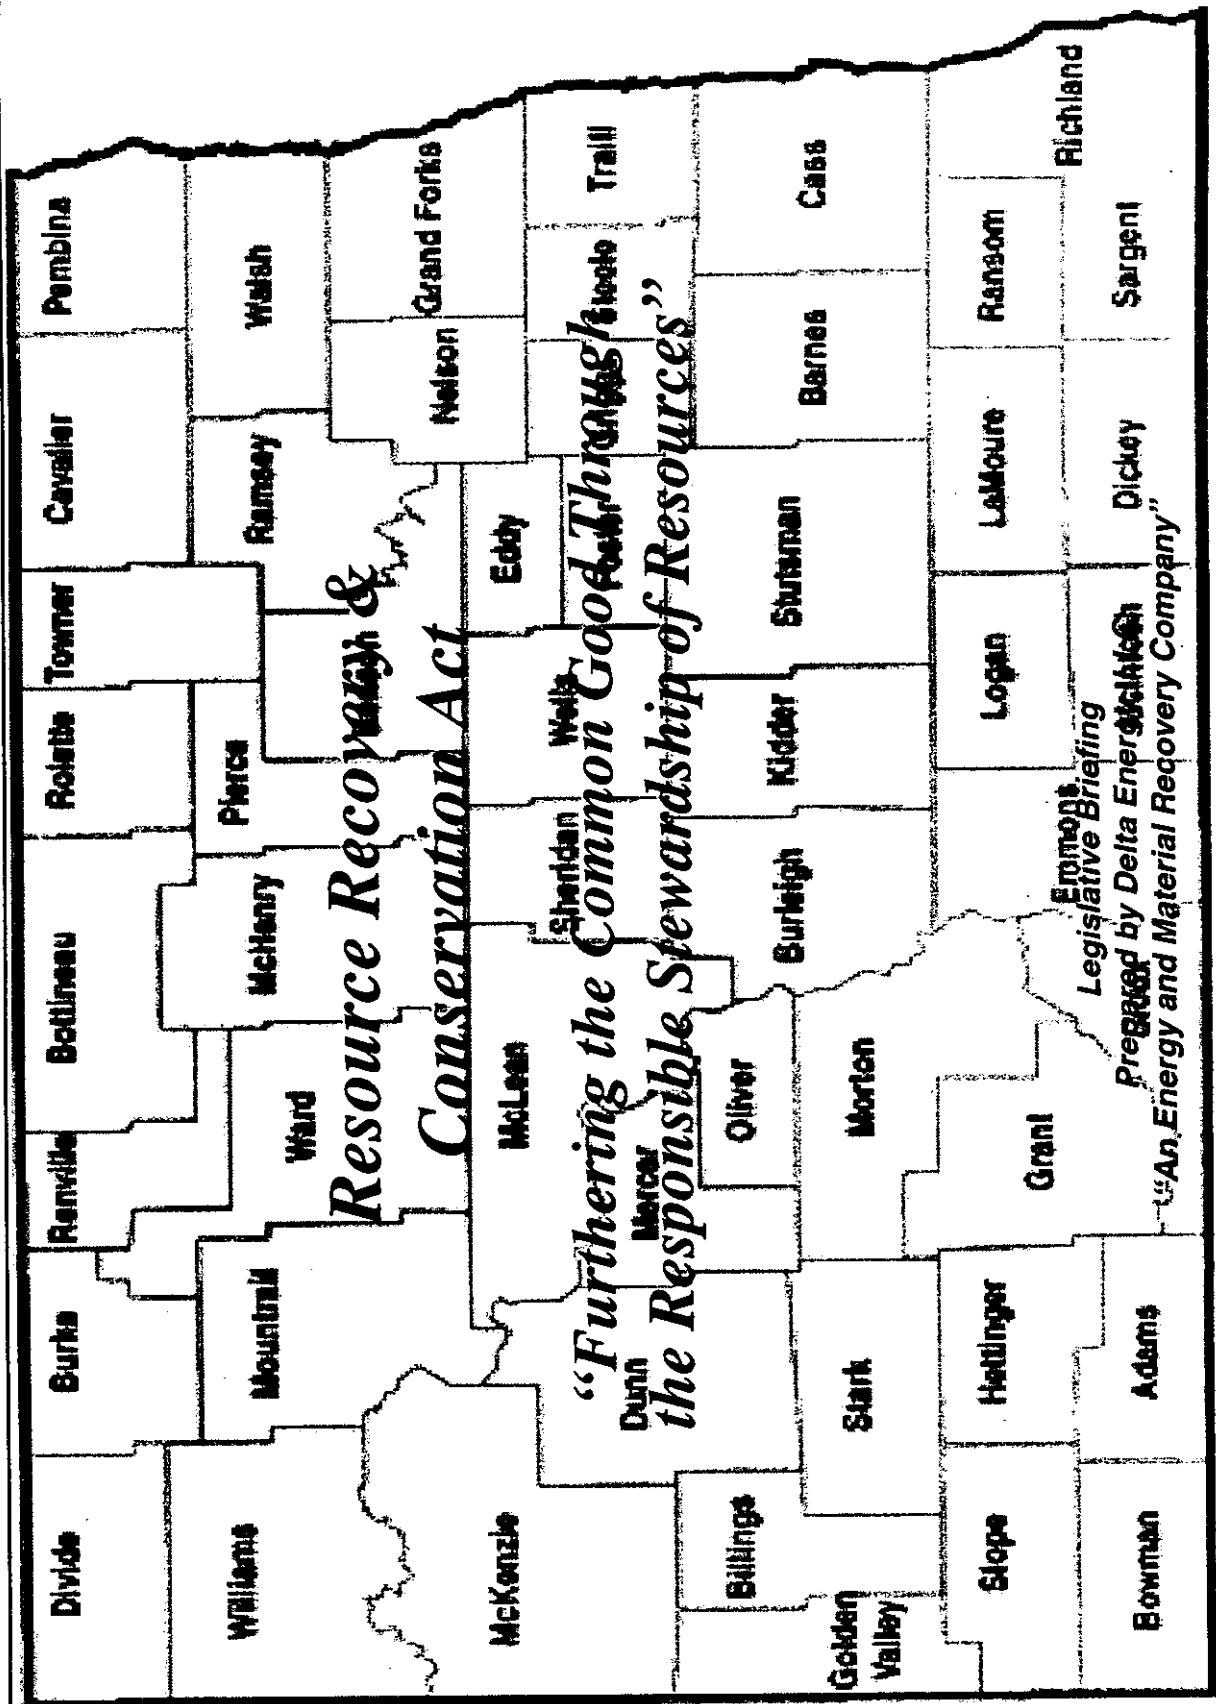 Divide
Burke
Renville
Bottineau
Rolette
Towner
Cavalier
Pembina
Williams
Mountrail
Ward
McHenry
Pierce
Ramsey
Walsh
Resource Recovery &
Conservation Act
McKenzie
McLean
Sheridan
Wells
Eddy
Nelson
Grand Forks
"Furthering the Common Good Through
the Responsible Stewardship of Resources"
Dunn
Mercer
Foster
Griggs
Steele
Traill
Billings
Oliver
Burleigh
Kidder
Stutsman
Barnes
Cass
Golden
Valley
Stark
Morton
Slope
Hettinger
Grant
Emmons
Logan
LaMoure
Ransom
Richland
Bowman
Adams
Dickey
Sargent
Legislative Briefing
Prepared by Delta Energy
"An Energy and Material Recovery Company"